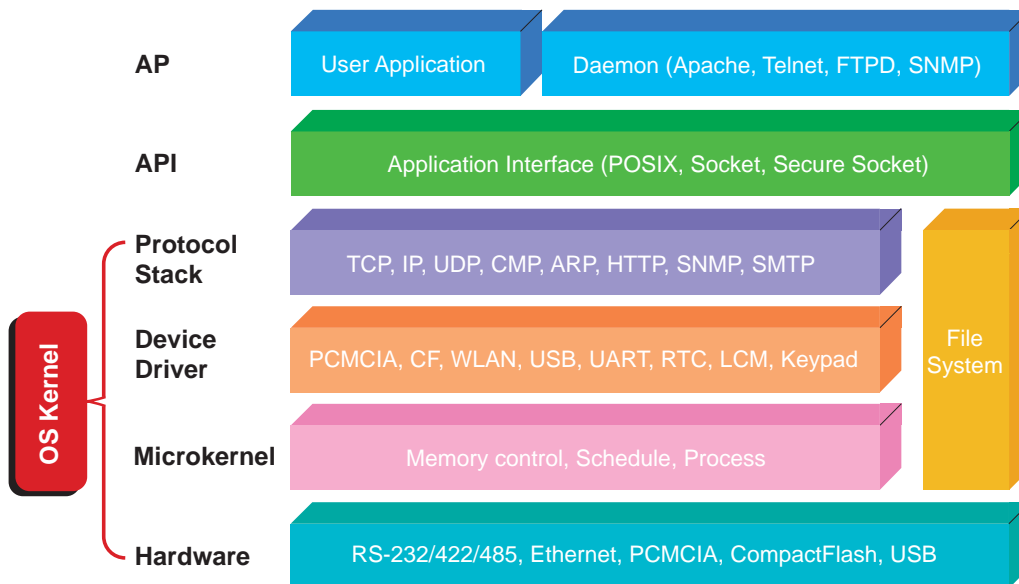 AP
User Application
Daemon (Apache, Telnet, FTPD, SNMP)
API
Application Interface (POSIX, Socket, Secure Socket)
OS Kernel
Protocol
Stack
TCP, IP, UDP, CMP, ARP, HTTP, SNMP, SMTP
Device
Driver
PCMCIA, CF, WLAN, USB, UART, RTC, LCM, Keypad
File
System
Microkernel
Memory control, Schedule, Process
Hardware
RS-232/422/485, Ethernet, PCMCIA, CompactFlash, USB